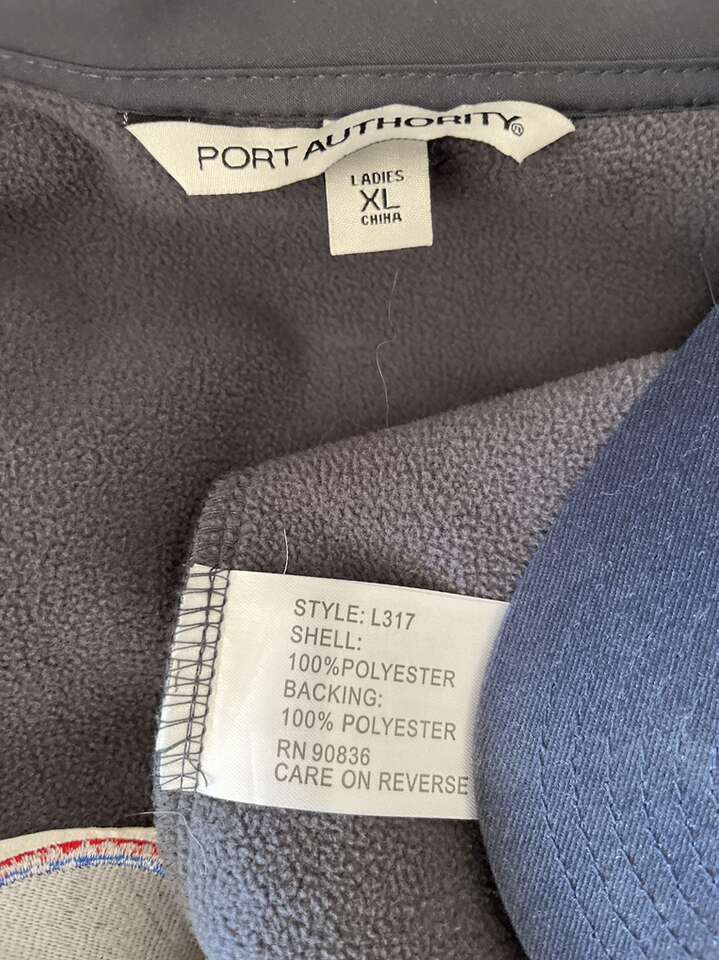 PORT AUTHORITY®
LADIES
XL
CHINA
STYLE: L317
SHELL:
100%POLYESTER
BACKING:
100% POLYESTER
RN 90836
CARE ON REVERSE